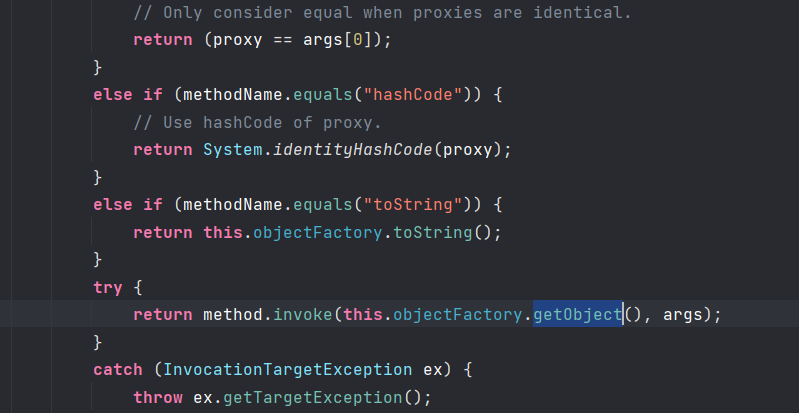 // Only consider equal when proxies are identical.
return (proxy == args[0]);
}
else if (methodName.equals("hashCode")) {
// Use hashCode of proxy.
return System.identityHashCode(proxy);
}
else if (methodName.equals("toString")) {
return this.objectFactory.toString();
}
try {
return method.invoke(this.objectFactory.getObject(), args);
}
catch (InvocationTargetException ex) {
throw ex.getTargetException();